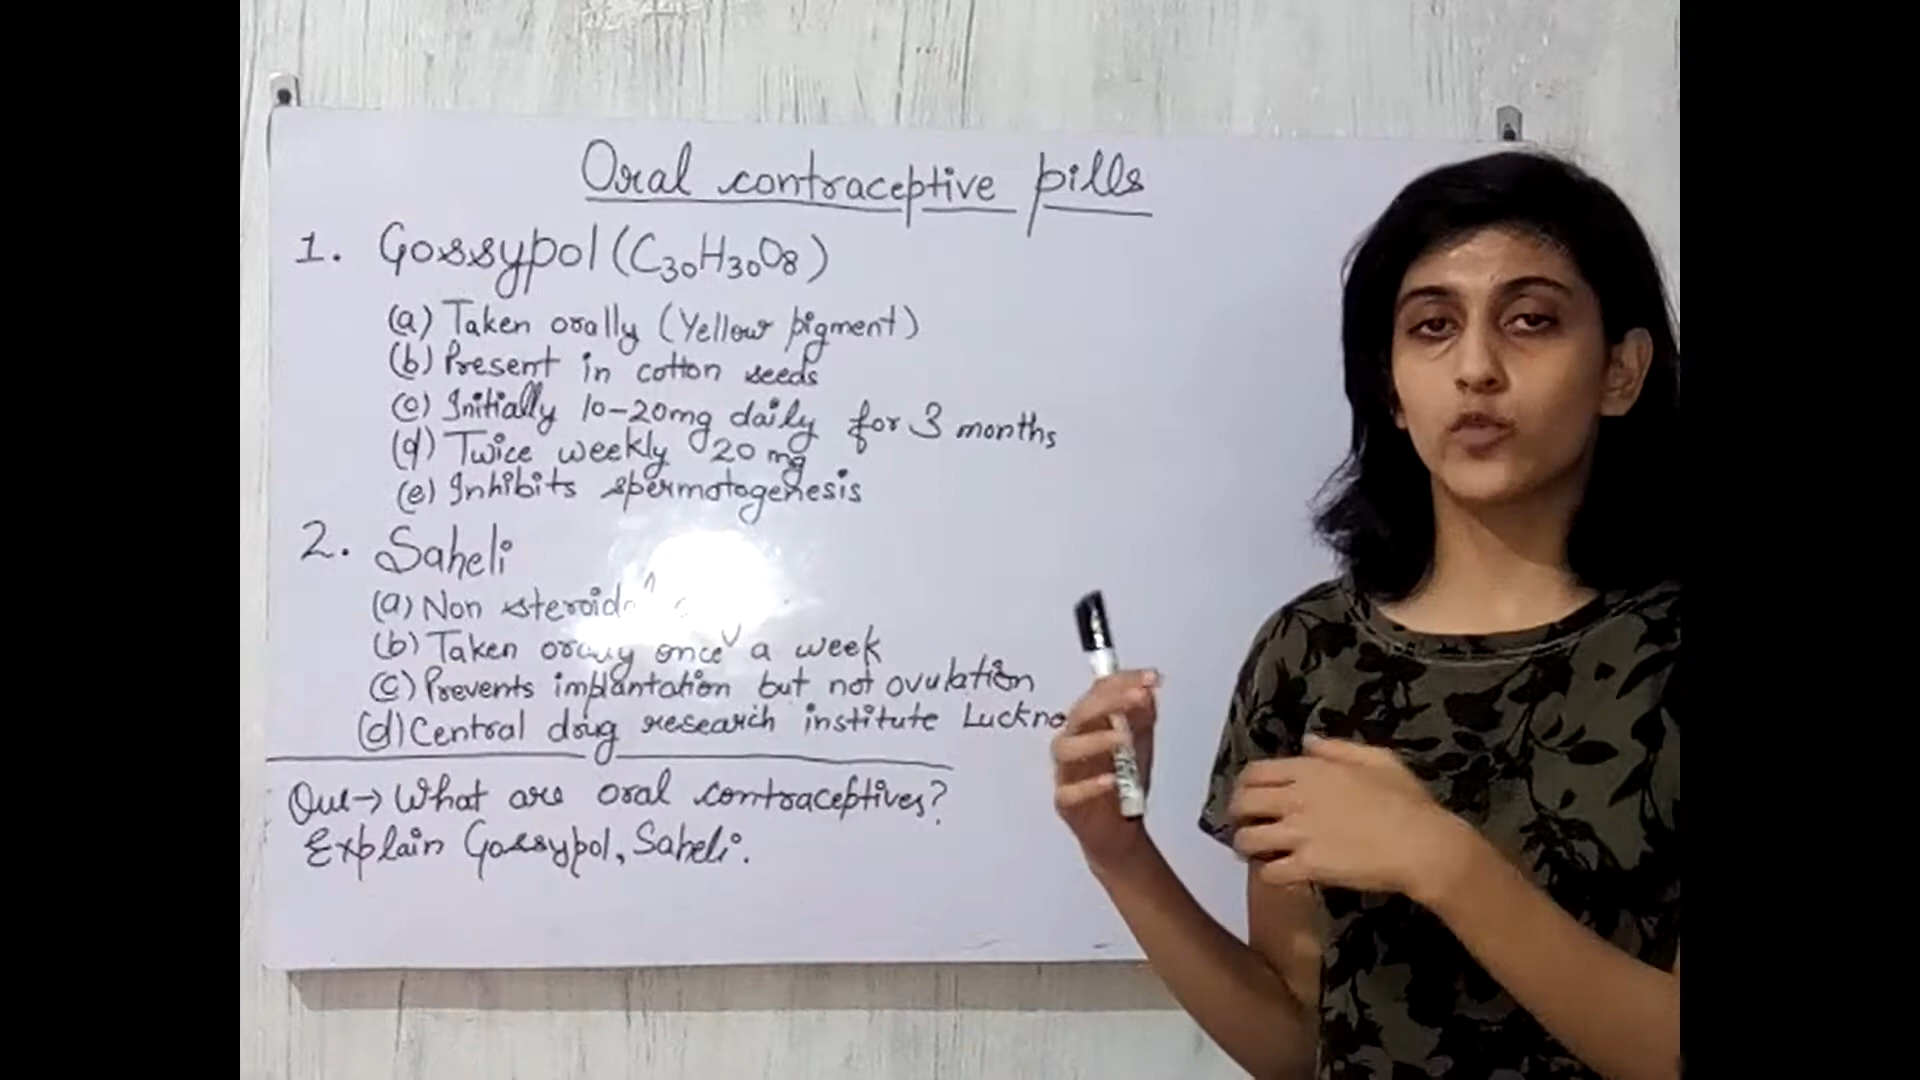 Oral contraceptive pills
1. Gossypol (C30H30O8)
(a) Taken orally (Yellow pigment)
(b) Present in cotton seeds
(c) Initially 10-20mg daily for 3 months
(d) Twice weekly 20 mg
(e) Inhibits spermotogenesis
2. Saheli
(a) Non
(b) Taken orally once a week
(c) Prevents implantation but not ovulation
(d) Central drug research institute
Que → What are oral contraceptives?
Explain Gossypol, Saheli.